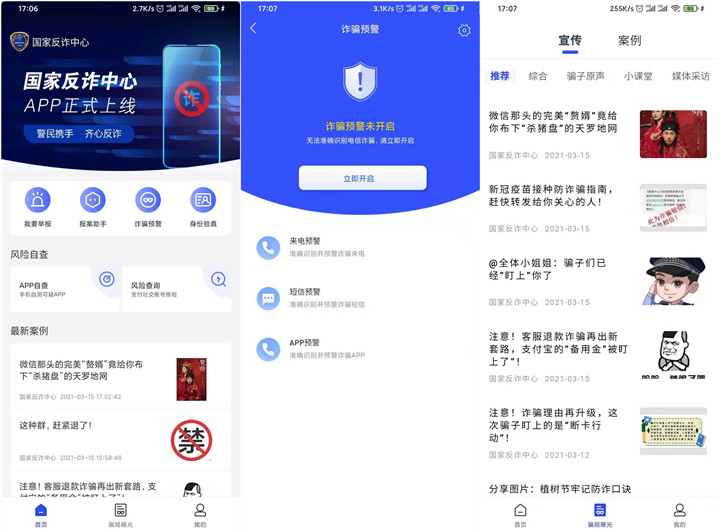 17:06
2.7K/s
国家反诈中心
国家反诈中心
APP正式上线
警民携手 齐心反诈
诈
我要举报
报案助手
诈骗预警
身份验真
风险自查
APP自查
手机自测可疑APP
风险查询
支付社交账号核验
最新案例
微信那头的完美“赘婿”竟给你布
下“杀猪盘”的天罗地网
国家反诈中心 2021-03-15 17:02:42
这种群，赶紧退了！
国家反诈中心 2021-03-15 15:58:48
禁
注意！客服退款诈骗再出新套路，支
付宝的“备用金”被盯上了”！
首页
骗局曝光
我的
17:07
3.1K/s
诈骗预警
诈骗预警未开启
无法准确识别电信诈骗，请立即开启
立即开启
来电预警
准确识别并预警诈骗来电
短信预警
准确识别并预警诈骗短信
APP预警
准确识别并预警诈骗APP
17:07
255K/s
宣传
案例
推荐
综合
骗子原声
小课堂
媒体采访
微信那头的完美“赘婿”竟给
你布下“杀猪盘”的天罗地网
国家反诈中心 2021-03-15
新冠疫苗接种防诈骗指南，
赶快转发给你关心的人！
国家反诈中心 2021-03-15
此为诈骗短信
@全体小姐姐：骗子们已
经“盯上”你了
国家反诈中心 2021-03-15
注意！客服退款诈骗再出新
套路，支付宝的“备用金“被盯
上了”！
国家反诈中心 2021-03-15
注意！诈骗理由再升级，这
次骗子盯上的是“断卡行
动”！
国家反诈中心 2021-03-12
分享图片：植树节牢记防诈口诀
首页
骗局曝光
我的